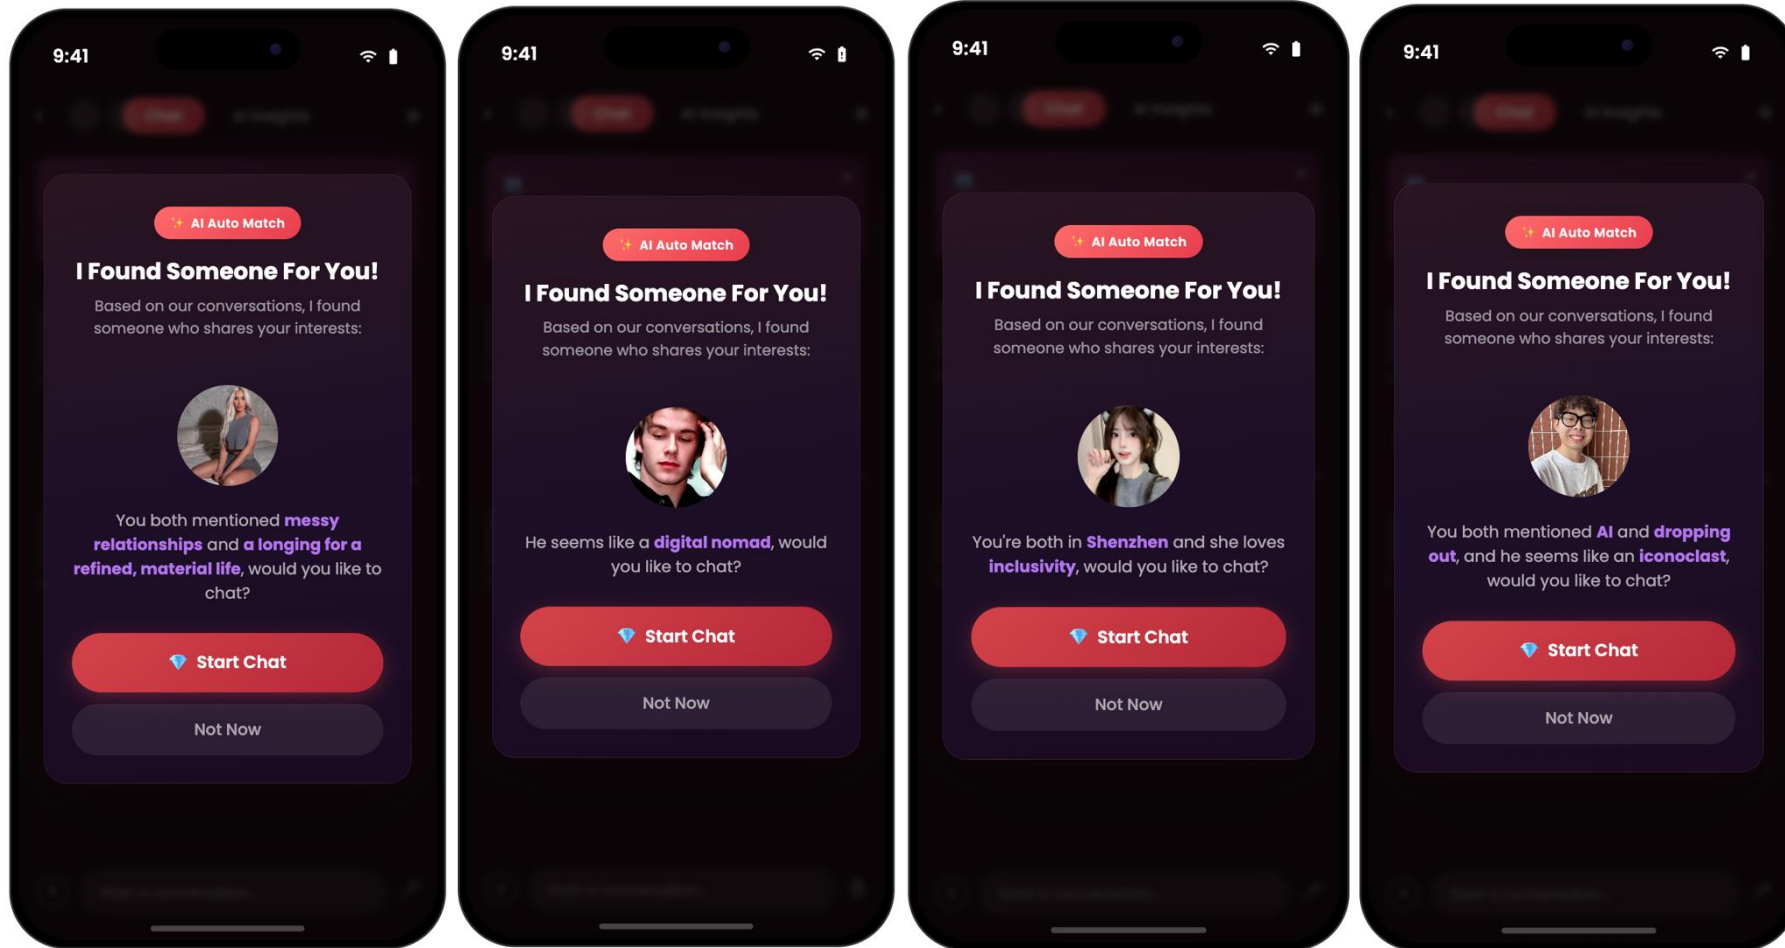 9:41
AI Auto Match
I Found Someone For You!
Based on our conversations, I found
someone who shares your interests:
You both mentioned messy
relationships and a longing for a
refined, material life, would you like to
chat?
Start Chat
Not Now
9:41
AI Auto Match
I Found Someone For You!
Based on our conversations, I found
someone who shares your interests:
He seems like a digital nomad, would
you like to chat?
Start Chat
Not Now
9:41
AI Auto Match
I Found Someone For You!
Based on our conversations, I found
someone who shares your interests:
You're both in Shenzhen and she loves
inclusivity, would you like to chat?
Start Chat
Not Now
9:41
AI Auto Match
I Found Someone For You!
Based on our conversations, I found
someone who shares your interests:
You both mentioned AI and dropping
out, and he seems like an iconoclast,
would you like to chat?
Start Chat
Not Now